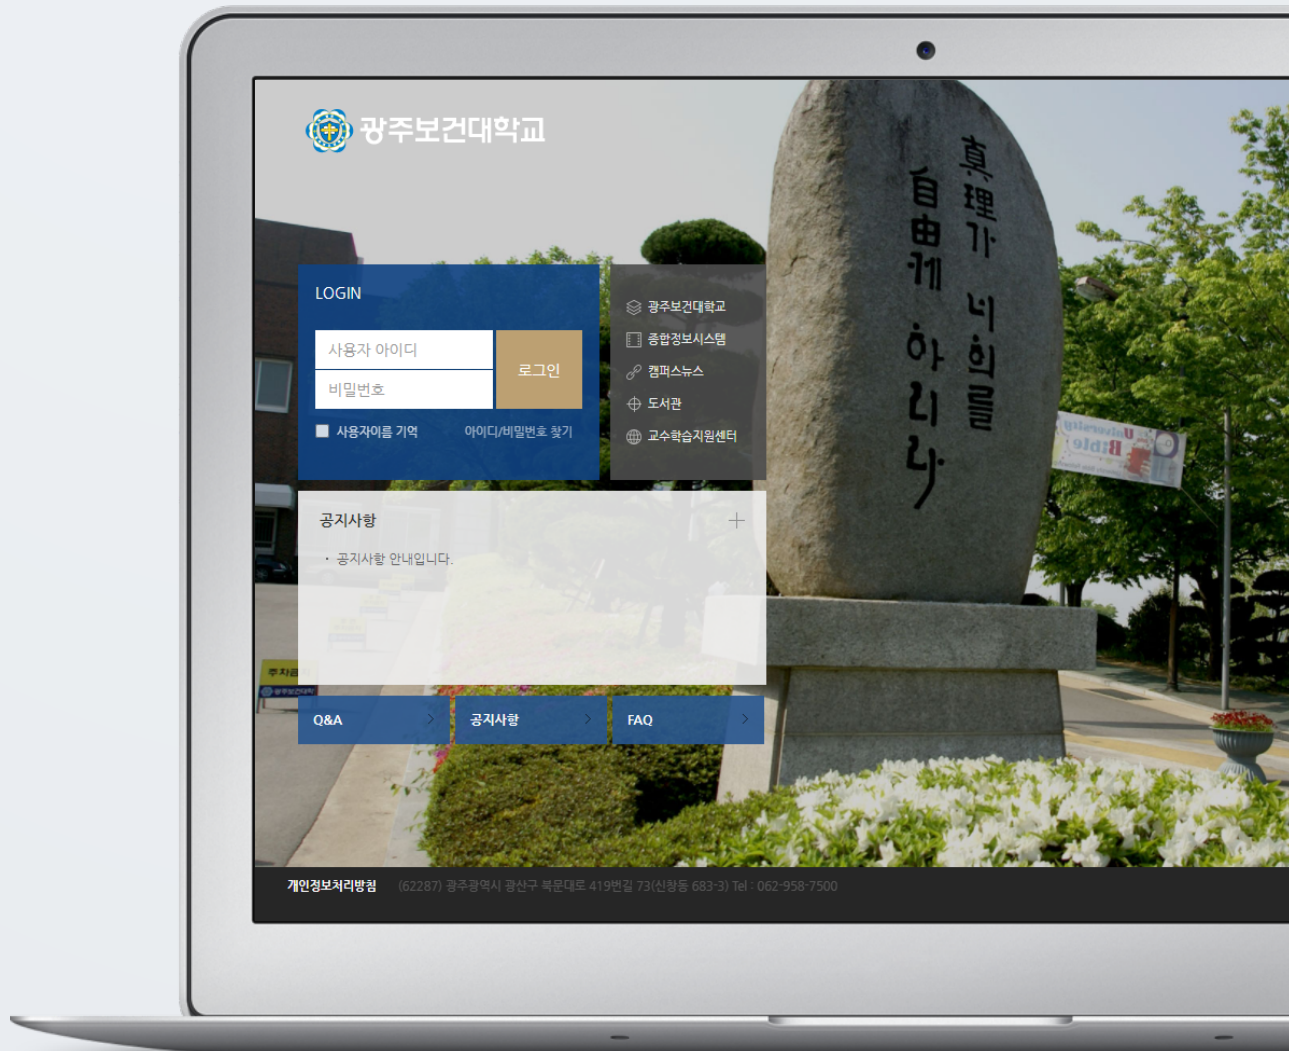 광주보건대학교
LOGIN
사용자 아이디
비밀번호
로그인
사용자이름 기억
아이디/비밀번호 찾기
광주보건대학교
종합정보시스템
캠퍼스뉴스
도서관
교수학습지원센터
공지사항
· 공지사항 안내입니다.
Q&A
공지사항
FAQ
眞理가 너희를
自由케 하리라
University
Bible
개인정보처리방침
(62287) 광주광역시 광산구 북문대로 419번길 73(신창동 683-3) Tel : 062-958-7500